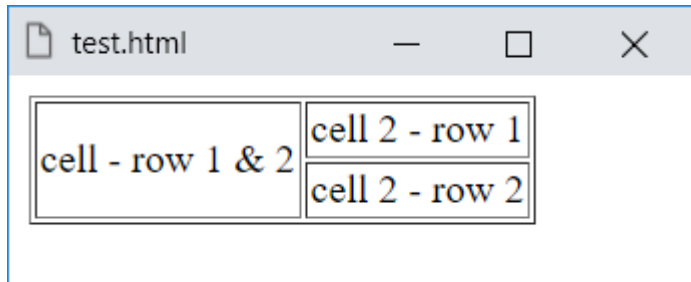 test.html
cell - row 1 & 2
cell 2 - row 1
cell 2 - row 2